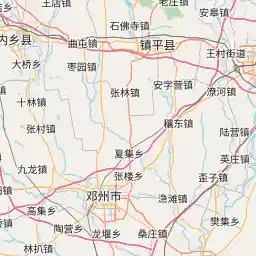 王店镇
老庄镇
石佛寺镇
安皋镇
内乡县
曲屯镇
镇平县
王村街道
大桥乡
枣园镇
安字营镇
潦河镇
十林镇
张林镇
穰东镇
张村镇
陆营镇
夏集乡
英庄镇
九龙镇
张楼乡
歪子镇
邓州市
急滩镇
高集乡
樊集乡
陶营乡
龙堰乡
桑庄镇
林扒镇